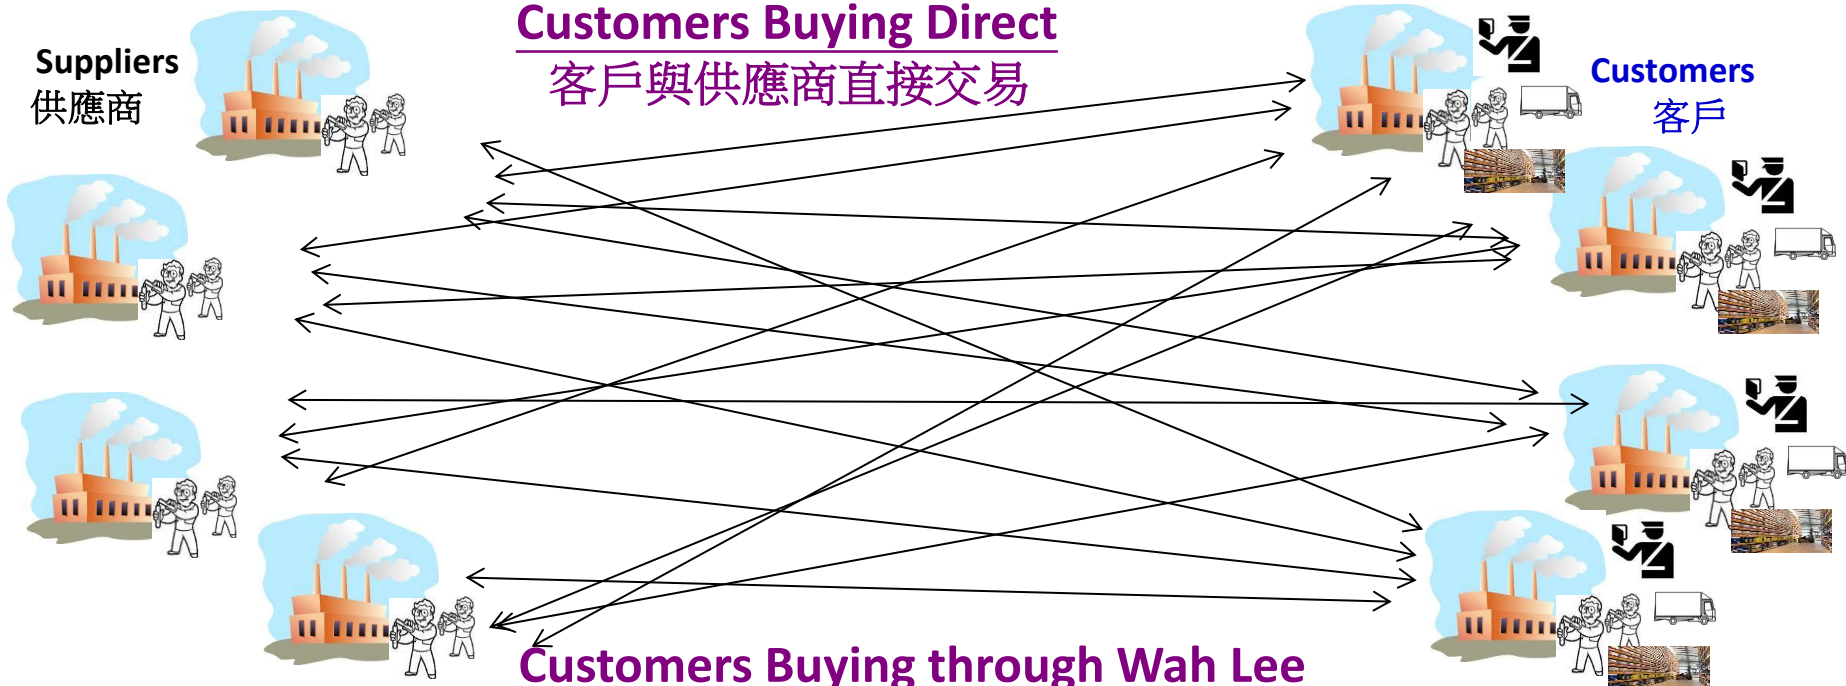 Customers Buying Direct
客戶與供應商直接交易
Suppliers
供應商
Customers
客戶
Customers Buying through Wah Lee